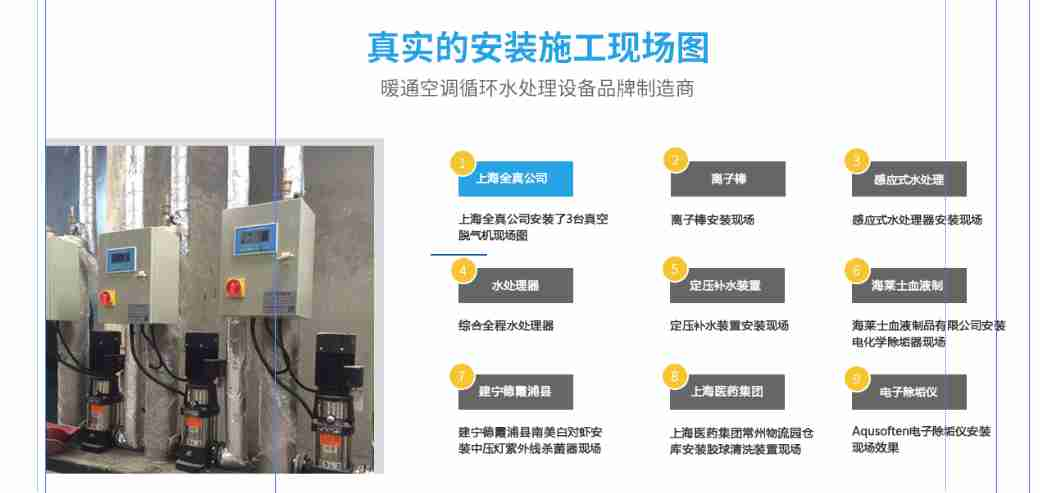 真实的安装施工现场图
暖通空调循环水处理设备品牌制造商
1
上海全真公司
上海全真公司安装了3台真空
脱气机现场图
2
离子棒
离子棒安装现场
3
感应式水处理
感应式水处理器安装现场
4
水处理器
综合全程水处理器
5
定压补水装置
定压补水装置安装现场
6
海莱士血液制
海莱士血液制品有限公司安装
电化学除垢器现场
7
建宁德霞浦县
建宁德霞浦县南美白对虾安
装中压灯紫外线杀菌器现场
8
上海医药集团
上海医药集团常州物流园仓
库安装胶球清洗装置现场
9
电子除垢仪
Aqusoften电子除垢仪安装
现场效果